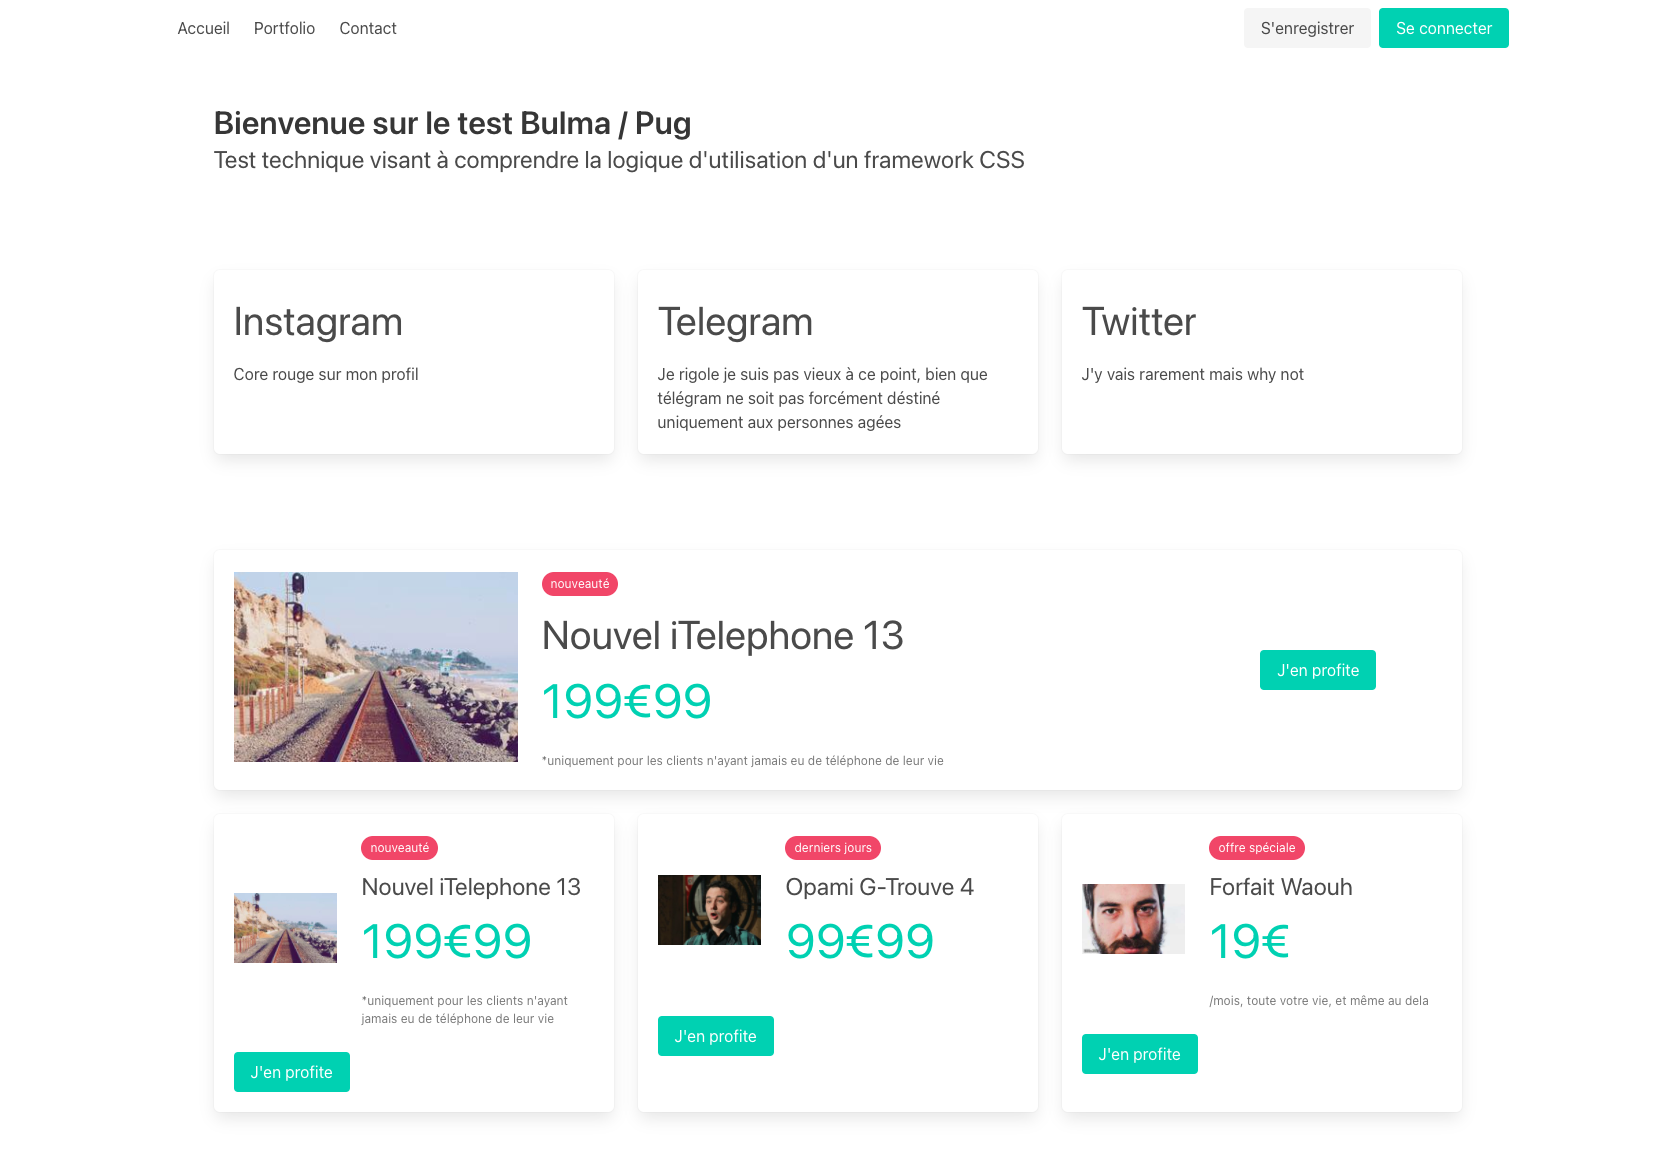 Accueil Portfolio Contact S'enregistrer Se connecter
Bienvenue sur le test Bulma / Pug
Test technique visant à comprendre la logique d'utilisation d'un framework CSS
Instagram
Core rouge sur mon profil
Telegram
Je rigole je suis pas vieux à ce point, bien que
télégram ne soit pas forcément déstiné
uniquement aux personnes agées
Twitter
J'y vais rarement mais why not
nouveauté
Nouvel iTelephone 13
199€99
*uniquement pour les clients n'ayant jamais eu de téléphone de leur vie
J'en profite
nouveauté
Nouvel iTelephone 13
199€99
*uniquement pour les clients n'ayant
jamais eu de téléphone de leur vie
J'en profite
derniers jours
Opami G-Trouve 4
99€99
J'en profite
offre spéciale
Forfait Waouh
19€
/mois, toute votre vie, et même au dela
J'en profite